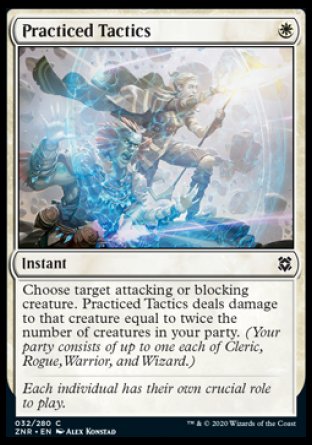 Practiced Tactics
Instant
Choose target attacking or blocking
creature. Practiced Tactics deals damage
to that creature equal to twice the
number of creatures in your party. (Your
party consists of up to one each of Cleric,
Rogue, Warrior, and Wizard.)
Each individual has their own crucial role
to play.
032/280 C
ZNR • EN ALEX KONSTAD
™ & © 2020 Wizards of the Coast